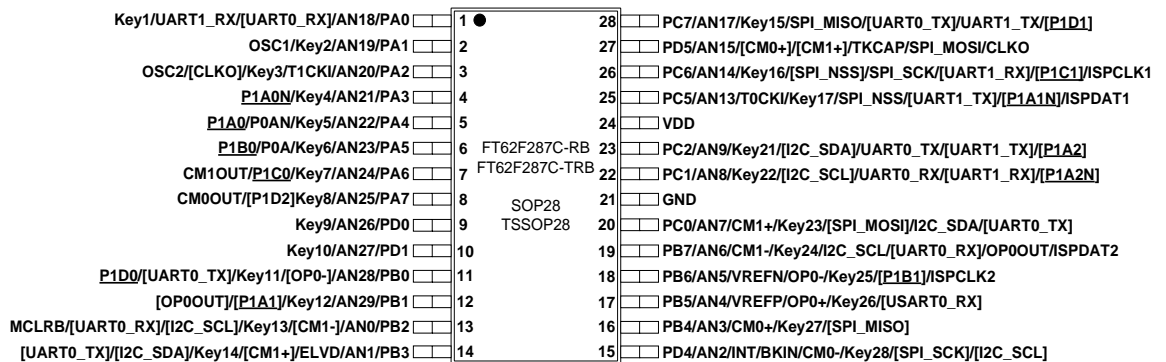 Key1/UART1_RX/[UART0_RX]/AN18/PA0 1 28 PC7/AN17/Key15/SPI_MISO/[UART0_TX]/UART1_TX/[P1D1]
OSC1/Key2/AN19/PA1 2 27 PD5/AN15/[CM0+]/[CM1+]/TKCAP/SPI_MOSI/CLKO
OSC2/[CLKO]/Key3/T1CKI/AN20/PA2 3 26 PC6/AN14/Key16/[SPI_NSS]/SPI_SCK/[UART1_RX]/[P1C1]/ISPCLK1
P1A0N/Key4/AN21/PA3 4 25 PC5/AN13/T0CKI/Key17/SPI_NSS/[UART1_TX]/[P1A1N]/ISPDAT1
P1A0/P0AN/Key5/AN22/PA4 5 24 VDD
P1B0/P0A/Key6/AN23/PA5 6 FT62F287C-RB 23 PC2/AN9/Key21/[I2C_SDA]/UART0_TX/[UART1_TX]/[P1A2]
CM1OUT/P1C0/Key7/AN24/PA6 7 FT62F287C-TRB 22 PC1/AN8/Key22/[I2C_SCL]/UART0_RX/[UART1_RX]/[P1A2N]
CM0OUT/[P1D2]Key8/AN25/PA7 8 SOP28 21 GND
Key9/AN26/PD0 9 TSSOP28 20 PC0/AN7/CM1+/Key23/[SPI_MOSI]/I2C_SDA/[UART0_TX]
Key10/AN27/PD1 10 19 PB7/AN6/CM1-/Key24/I2C_SCL/[UART0_RX]/OP0OUT/ISPDAT2
P1D0/[UART0_TX]/Key11/[OP0-]/AN28/PB0 11 18 PB6/AN5/VREFN/OP0-/Key25/[P1B1]/ISPCLK2
[OP0OUT]/[P1A1]/Key12/AN29/PB1 12 17 PB5/AN4/VREFP/OP0+/Key26/[USART0_RX]
MCLRB/[UART0_RX]/[I2C_SCL]/Key13/[CM1-]/AN0/PB2 13 16 PB4/AN3/CM0+/Key27/[SPI_MISO]
[UART0_TX]/[I2C_SDA]/Key14/[CM1+]/ELVD/AN1/PB3 14 15 PD4/AN2/INT/BKIN/CM0-/Key28/[SPI_SCK]/[I2C_SCL]